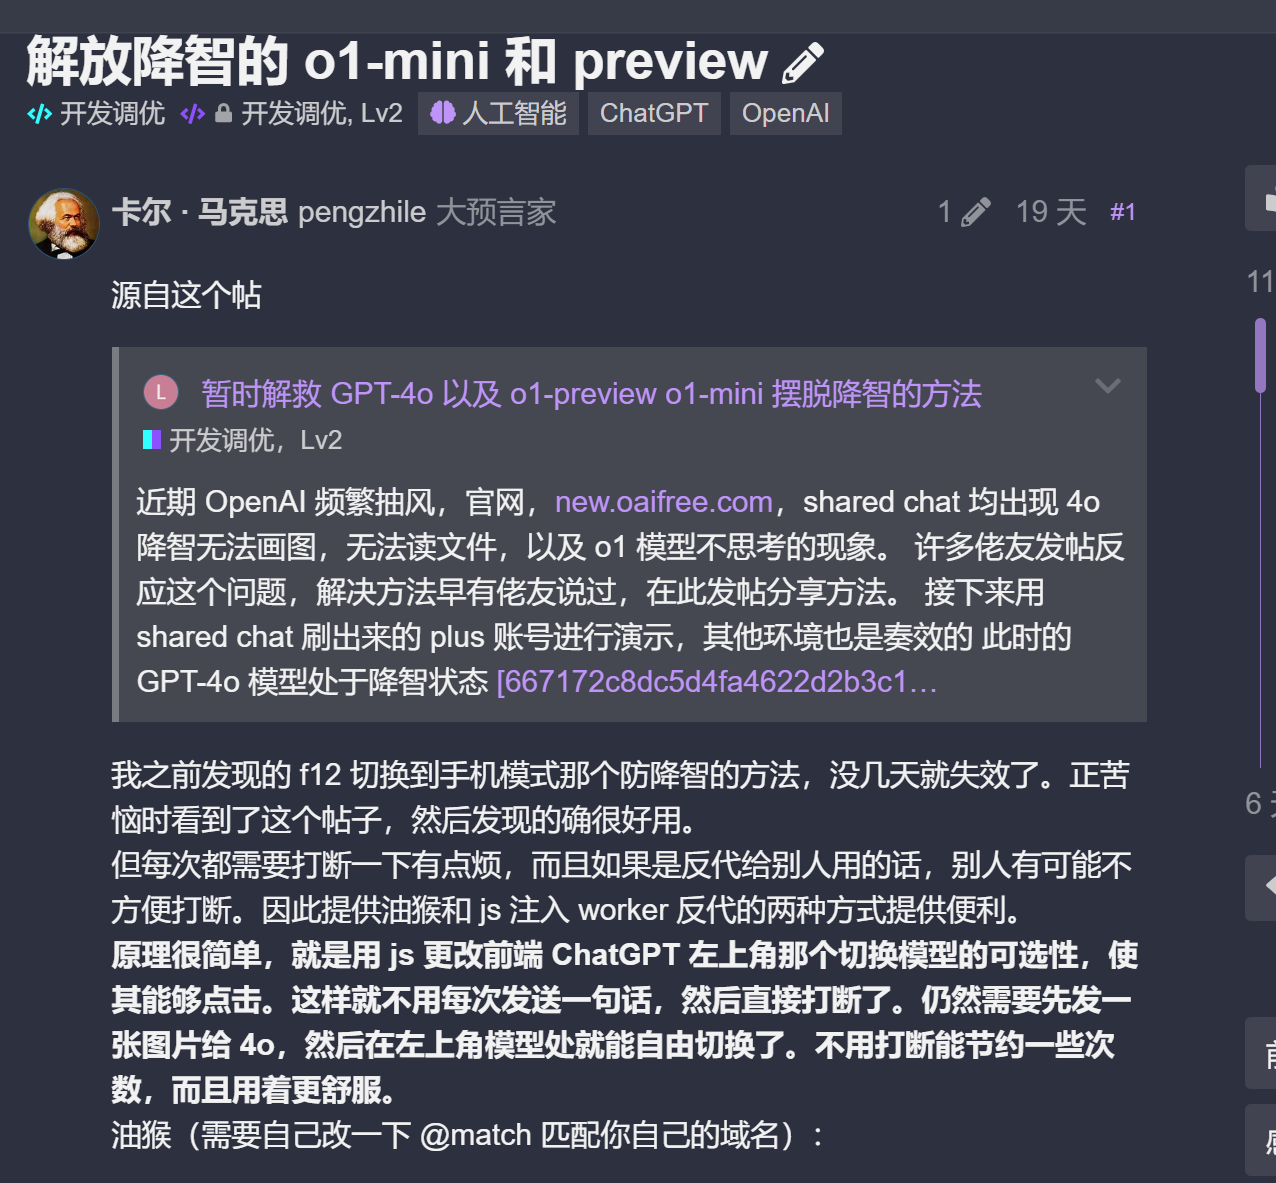 解放降智的 o1-mini 和 preview
开发调优 开发调优, Lv2 人工智能 ChatGPT OpenAI
卡尔 · 马克思 pengzhile 大预言家 1 19 天 #1
源自这个帖
11
L 暂时解救 GPT-4o 以及 o1-preview o1-mini 摆脱降智的方法
开发调优，Lv2
近期 OpenAI 频繁抽风，官网，new.oaifree.com，shared chat 均出现 4o
降智无法画图，无法读文件，以及 o1 模型不思考的现象。 许多佬友发帖反
应这个问题，解决方法早有佬友说过，在此发帖分享方法。 接下来用
shared chat 刷出来的 plus 账号进行演示，其他环境也是奏效的 此时的
GPT-4o 模型处于降智状态 [667172c8dc5d4fa4622d2b3c1…
我之前发现的 f12 切换到手机模式那个防降智的方法，没几天就失效了。正苦
恼时看到了这个帖子，然后发现的确很好用。
6
但每次都需要打断一下有点烦，而且如果是反代给别人用的话，别人有可能不
方便打断。因此提供油猴和 js 注入 worker 反代的两种方式提供便利。
原理很简单，就是用 js 更改前端 ChatGPT 左上角那个切换模型的可选性，使
其能够点击。这样就不用每次发送一句话，然后直接打断了。仍然需要先发一
张图片给 4o，然后在左上角模型处就能自由切换了。不用打断能节约一些次
数，而且用着更舒服。
油猴（需要自己改一下 @match 匹配你自己的域名）：